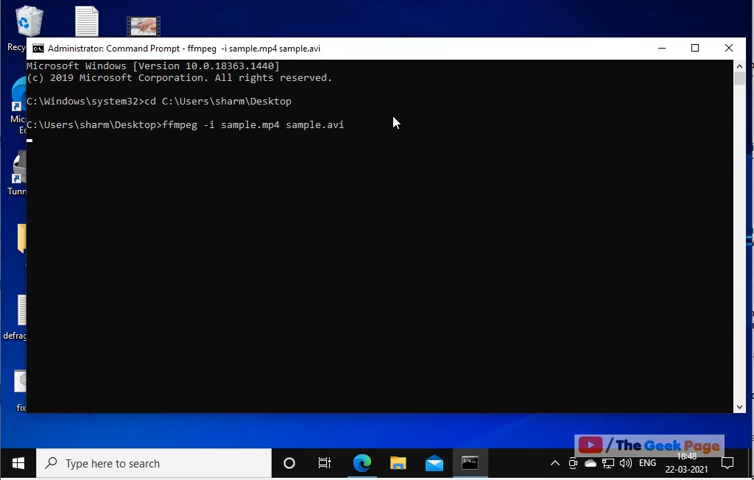 Administrator: Command Prompt - ffmpeg -i sample.mp4 sample.avi
Microsoft Windows [Version 10.0.18363.1440]
(c) 2019 Microsoft Corporation. All rights reserved.
C:\Windows\system32>cd C:\Users\sharm\Desktop
C:\Users\sharm\Desktop>ffmpeg -i sample.mp4 sample.avi
Recy
Mic
Ec
Tunn
defrag
fix
The Geek Page
Type here to search
ENG
18:48
22-03-2021